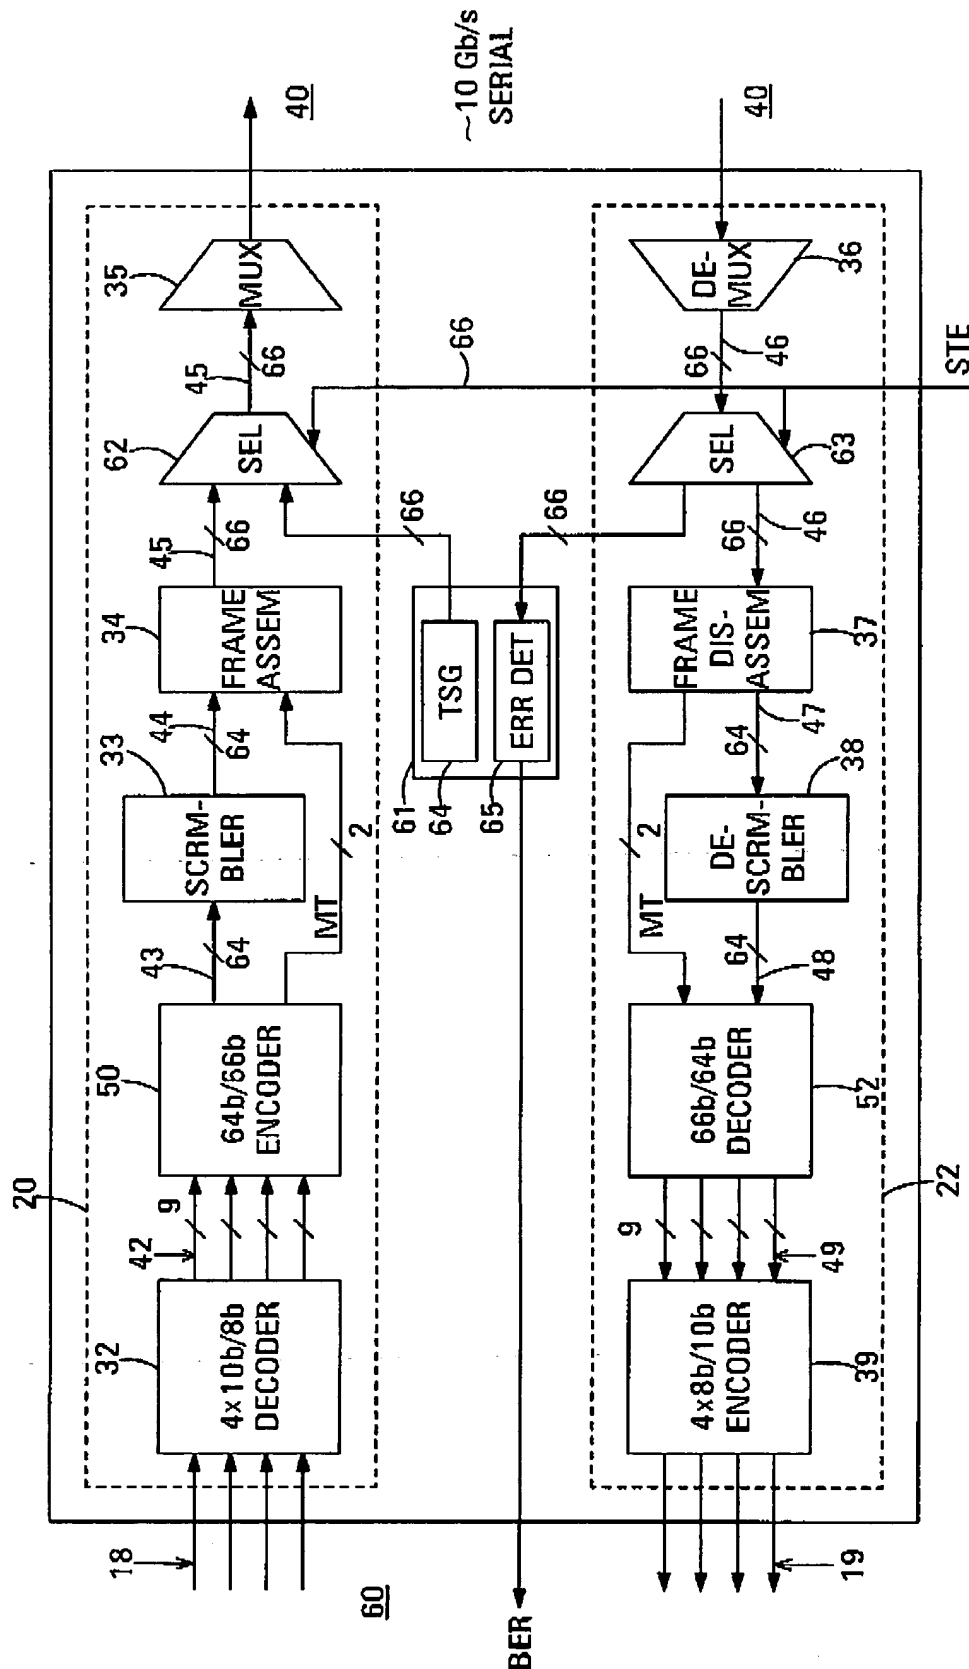 ~10 Gb/s
SERIAL
40
35
MUX
66
45
62
SEL
45
66
66
34
FRAME
ASSEM
44
64
33
SCRM-
BLER
2
MT
43
64
50
64b/66b
ENCODER
20
9
42
32
4x10b/8b
DECODER
18
60
61
TSG
64
ERR DET
65
66
66
BER
40
DE-
MUX
36
66
46
STE
SEL
63
66
46
FRAME
DIS-
ASSEM
37
47
64
2
MT
DE-
SCRM-
BLER
38
64
48
66b/64b
DECODER
52
22
9
49
4x8b/10b
ENCODER
39
19